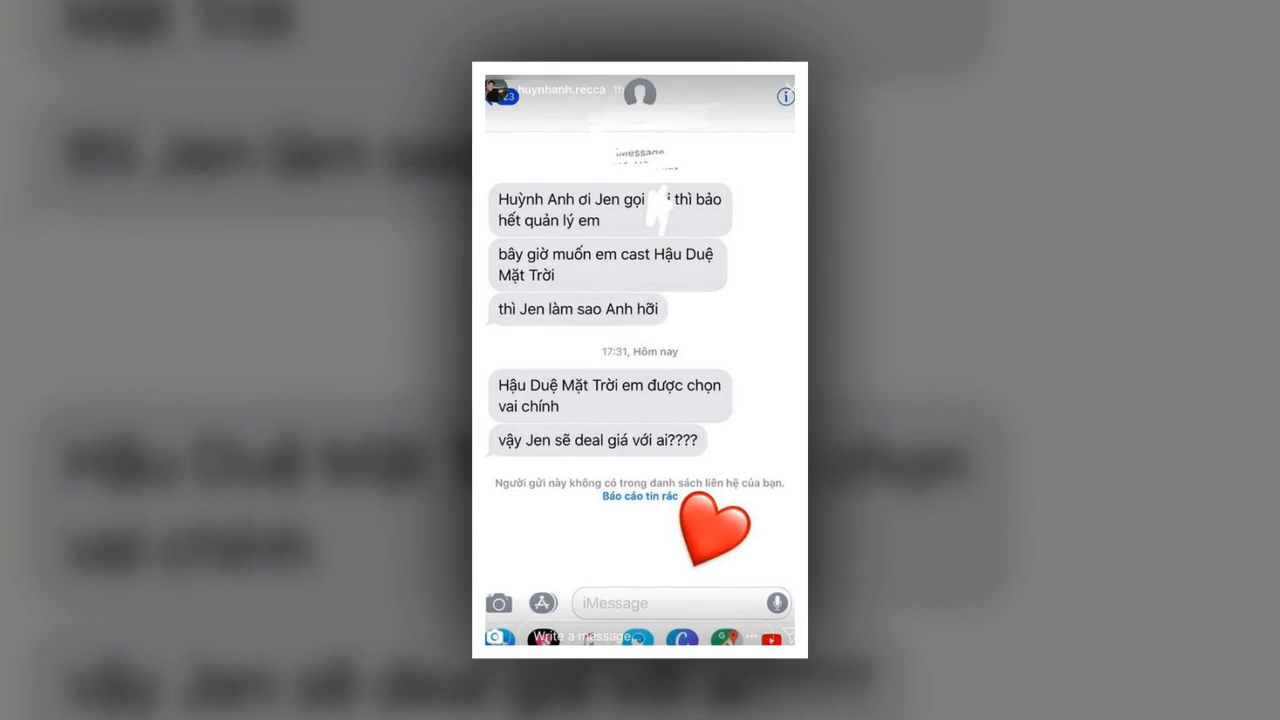 huynhanh.recca 1h
23
iMessage
Huỳnh Anh ơi Jen gọi thì bảo
hết quản lý em
bây giờ muốn em cast Hậu Duệ
Mặt Trời
thì Jen làm sao Anh hỡi
17:31, Hôm nay
Hậu Duệ Mặt Trời em được chọn
vai chính
vậy Jen sẽ deal giá với ai????
Người gửi này không có trong danh sách liên hệ của bạn.
Báo cáo tin rác
iMessage
Write a message...